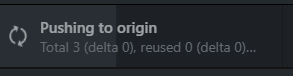 Pushing to origin
Total 3 (delta 0), reused 0 (delta 0)...